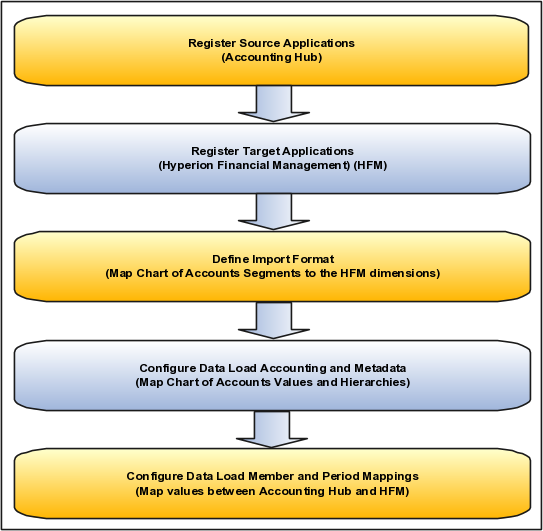 Register Source Applications
(Accounting Hub)
Register Target Applications
(Hyperion Financial Management) (HFM)
Define Import Format
(Map Chart of Accounts Segments to the HFM dimensions)
Configure Data Load Accounting and Metadata
(Map Chart of Accounts Values and Hierarchies)
Configure Data Load Member and Period Mappings
(Map values between Accounting Hub and HFM)